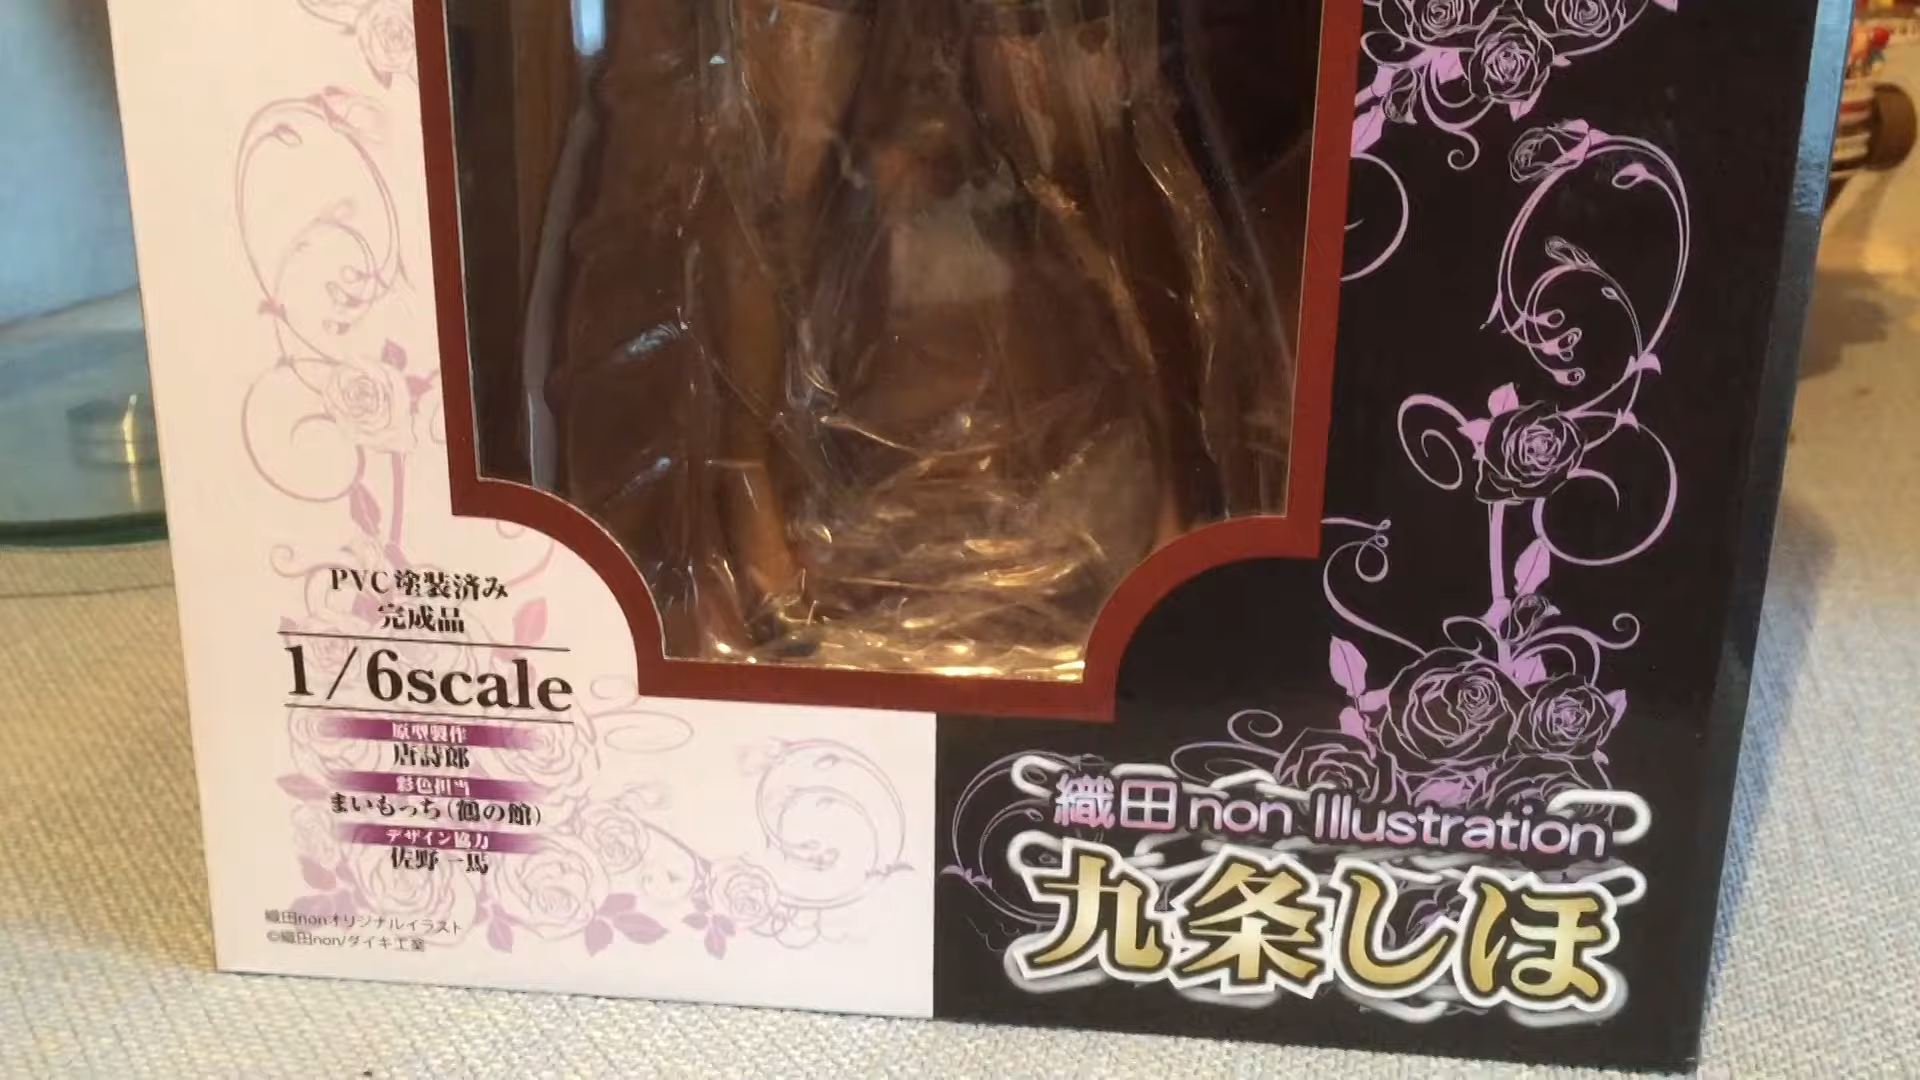 PVC塗装済み
完成品
1/6scale
原型製作
唐詩郎
彩色担当
まいもっち(鶴の館)
デザイン協力
佐野一馬
織田nonオリジナルイラスト
©織田non/ダイキ工業
織田non Illustration
九条しほ